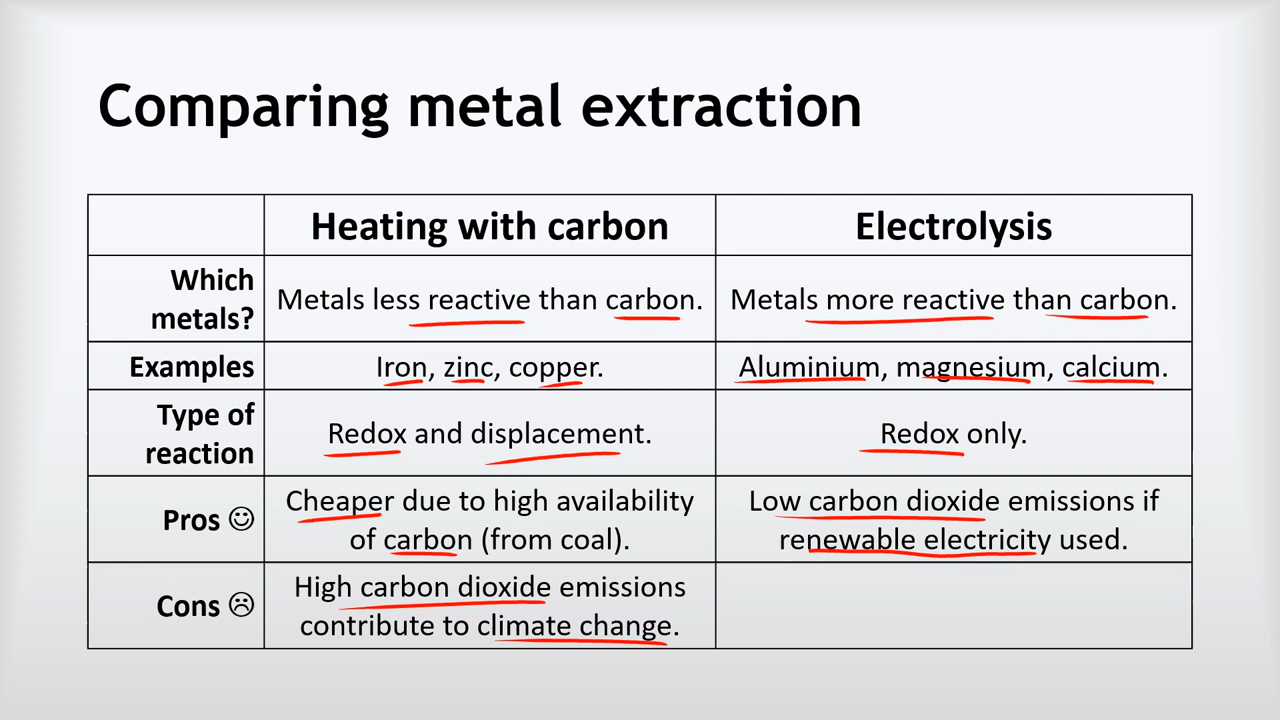 Comparing metal extraction
Heating with carbon
Electrolysis
Which
metals?
Metals less reactive than carbon.
Metals more reactive than carbon.
Examples
Iron, zinc, copper.
Aluminium, magnesium, calcium.
Type of
reaction
Redox and displacement.
Redox only.
Pros ☺
Cheaper due to high availability
of carbon (from coal).
Low carbon dioxide emissions if
renewable electricity used.
Cons ☹
High carbon dioxide emissions
contribute to climate change.